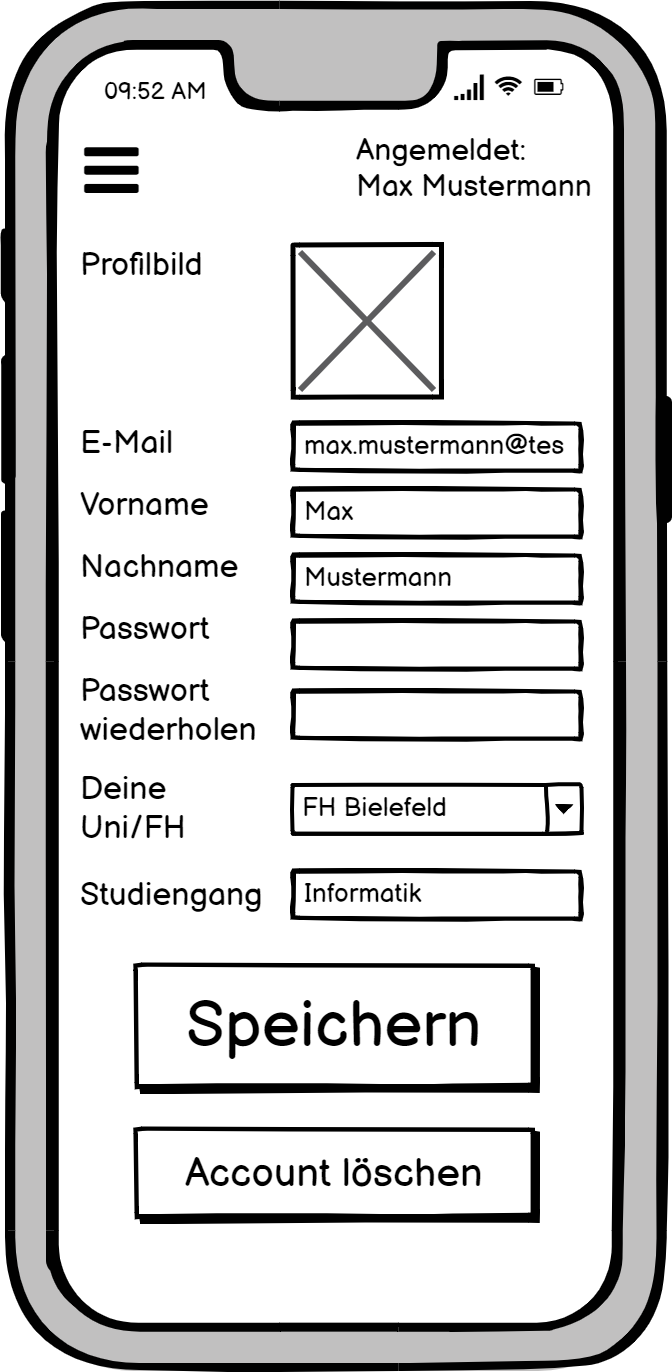 09:52 AM
Angemeldet:
Max Mustermann
Profilbild
E-Mail
max.mustermann@tes
Vorname
Max
Nachname
Mustermann
Passwort
Passwort
wiederholen
Deine
Uni/FH
FH Bielefeld
Studiengang
Informatik
Speichern
Account löschen